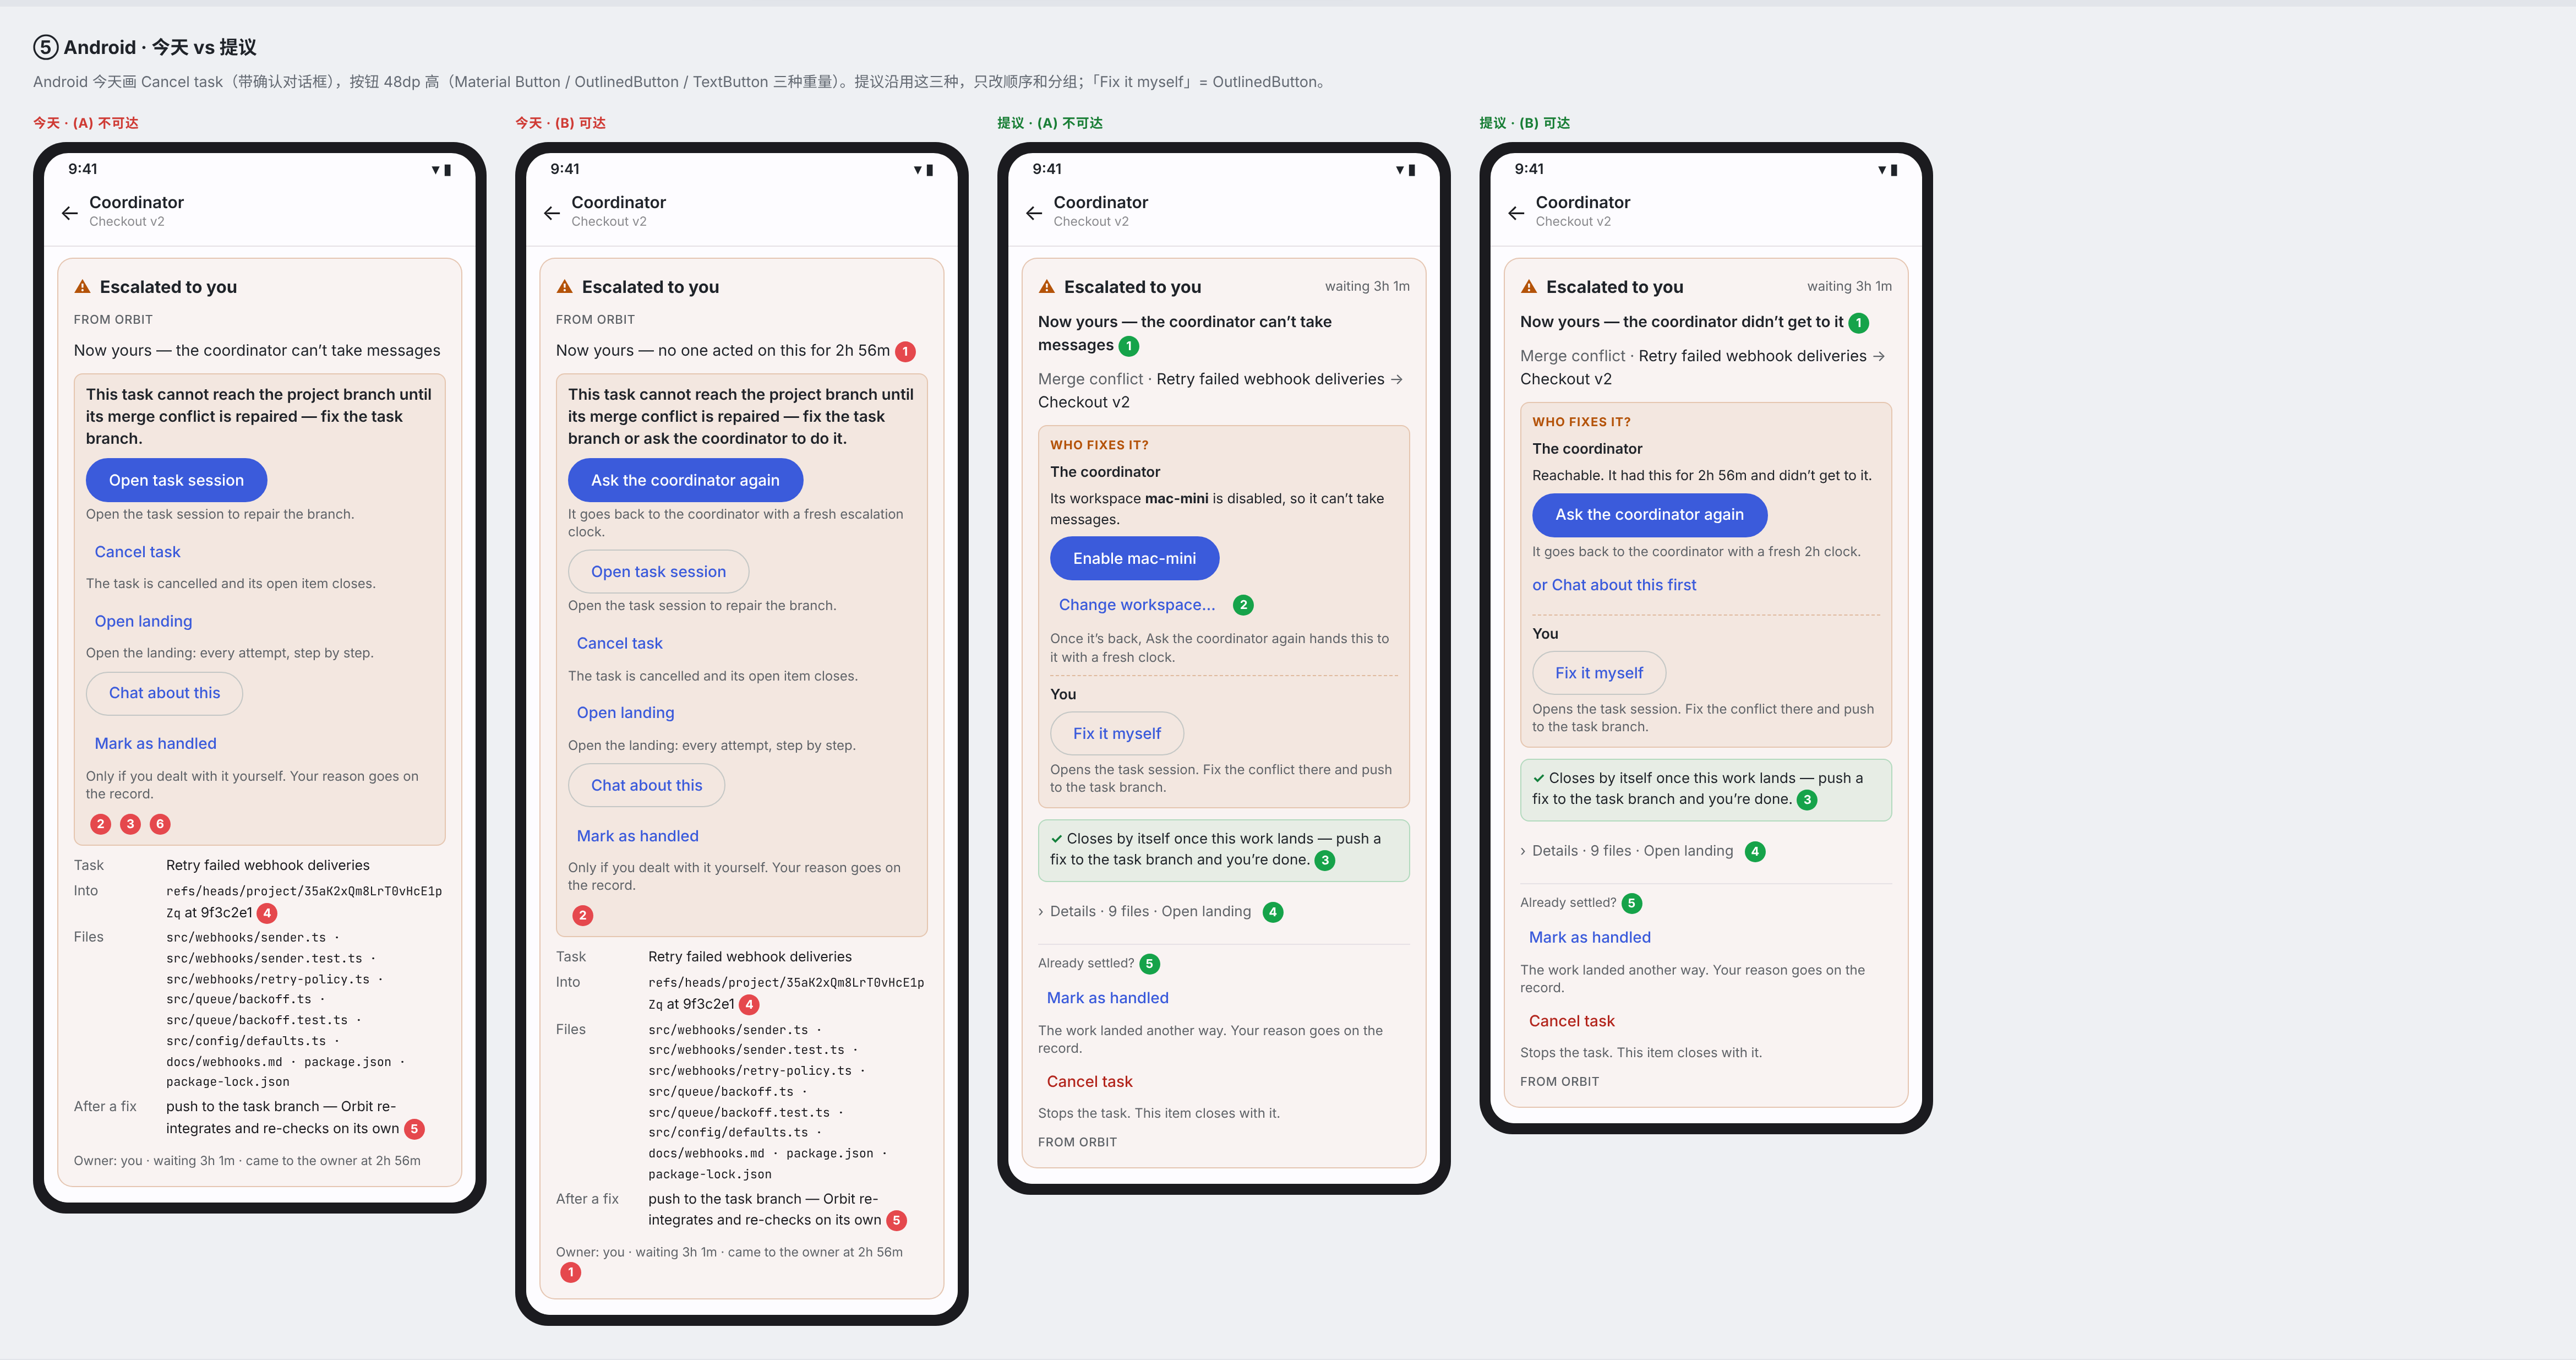 ⑤ Android · 今天 vs 提议
Android 今天画 Cancel task（带确认对话框），按钮 48dp 高（Material Button / OutlinedButton / TextButton 三种重量）。提议沿用这三种，只改顺序和分组；「Fix it myself」= OutlinedButton。
今天 · (A) 不可达
9:41
Coordinator
Checkout v2
Escalated to you
FROM ORBIT
Now yours — the coordinator can’t take messages
This task cannot reach the project branch until
its merge conflict is repaired — fix the task
branch.
Open task session
Open the task session to repair the branch.
Cancel task
The task is cancelled and its open item closes.
Open landing
Open the landing: every attempt, step by step.
Chat about this
Mark as handled
Only if you dealt with it yourself. Your reason goes on
the record.
2 3 6
Task Retry failed webhook deliveries
Into refs/heads/project/35aK2xQm8LrT0vHcE1p
Zq at 9f3c2e1 4
Files src/webhooks/sender.ts ·
src/webhooks/sender.test.ts ·
src/webhooks/retry-policy.ts ·
src/queue/backoff.ts ·
src/queue/backoff.test.ts ·
src/config/defaults.ts ·
docs/webhooks.md · package.json ·
package-lock.json
After a fix push to the task branch — Orbit re-
integrates and re-checks on its own 5
Owner: you · waiting 3h 1m · came to the owner at 2h 56m
今天 · (B) 可达
9:41
Coordinator
Checkout v2
Escalated to you
FROM ORBIT
Now yours — no one acted on this for 2h 56m 1
This task cannot reach the project branch until
its merge conflict is repaired — fix the task
branch or ask the coordinator to do it.
Ask the coordinator again
It goes back to the coordinator with a fresh escalation
clock.
Open task session
Open the task session to repair the branch.
Cancel task
The task is cancelled and its open item closes.
Open landing
Open the landing: every attempt, step by step.
Chat about this
Mark as handled
Only if you dealt with it yourself. Your reason goes on
the record.
2
Task Retry failed webhook deliveries
Into refs/heads/project/35aK2xQm8LrT0vHcE1p
Zq at 9f3c2e1 4
Files src/webhooks/sender.ts ·
src/webhooks/sender.test.ts ·
src/webhooks/retry-policy.ts ·
src/queue/backoff.ts ·
src/queue/backoff.test.ts ·
src/config/defaults.ts ·
docs/webhooks.md · package.json ·
package-lock.json
After a fix push to the task branch — Orbit re-
integrates and re-checks on its own 5
Owner: you · waiting 3h 1m · came to the owner at 2h 56m
1
提议 · (A) 不可达
9:41
Coordinator
Checkout v2
Escalated to you waiting 3h 1m
Now yours — the coordinator can’t take
messages 1
Merge conflict · Retry failed webhook deliveries →
Checkout v2
WHO FIXES IT?
The coordinator
Its workspace mac-mini is disabled, so it can’t take
messages.
Enable mac-mini
Change workspace… 2
Once it’s back, Ask the coordinator again hands this to
it with a fresh clock.
You
Fix it myself
Opens the task session. Fix the conflict there and push
to the task branch.
✓ Closes by itself once this work lands — push a
fix to the task branch and you’re done. 3
› Details · 9 files · Open landing 4
Already settled? 5
Mark as handled
The work landed another way. Your reason goes on the
record.
Cancel task
Stops the task. This item closes with it.
FROM ORBIT
提议 · (B) 可达
9:41
Coordinator
Checkout v2
Escalated to you waiting 3h 1m
Now yours — the coordinator didn’t get to it 1
Merge conflict · Retry failed webhook deliveries →
Checkout v2
WHO FIXES IT?
The coordinator
Reachable. It had this for 2h 56m and didn’t get to it.
Ask the coordinator again
It goes back to the coordinator with a fresh 2h clock.
or Chat about this first
You
Fix it myself
Opens the task session. Fix the conflict there and push
to the task branch.
✓ Closes by itself once this work lands — push a
fix to the task branch and you’re done. 3
› Details · 9 files · Open landing 4
Already settled? 5
Mark as handled
The work landed another way. Your reason goes on the
record.
Cancel task
Stops the task. This item closes with it.
FROM ORBIT